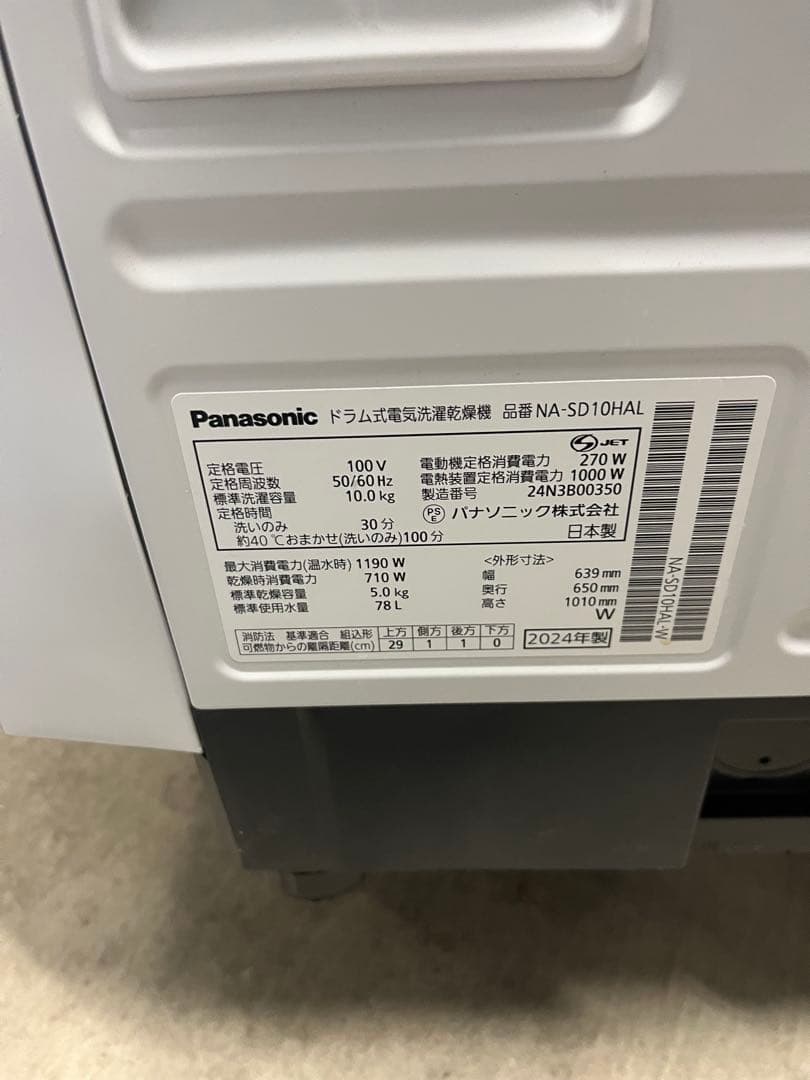 Panasonic ドラム式電気洗濯乾燥機 品番 NA-SD10HAL
JET
定格電圧 100 V
定格周波数 50/60 Hz
標準洗濯容量 10.0 kg
定格時間
洗いのみ 30 分
約40℃おまかせ(洗いのみ)100 分
電動機定格消費電力 270 W
電熱装置定格消費電力 1000 W
製造番号 24N3B00350
PSE パナソニック株式会社
日本製
最大消費電力(温水時) 1190 W
乾燥時消費電力 710 W
標準乾燥容量 5.0 kg
標準使用水量 78 L
<外形寸法>
幅 639 mm
奥行 650 mm
高さ 1010 mm
W
消防法 基準適合 組込形 上方 側方 後方 下方
可燃物からの離隔距離(cm) 29 1 1 0
2024年製
NA-SD10HAL-W